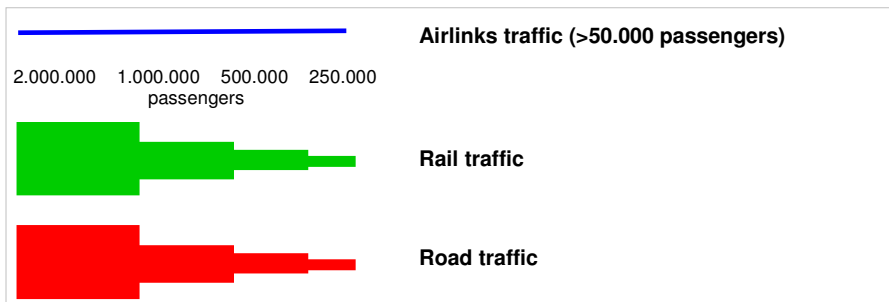 Airlinks traffic (>50.000 passengers)
2.000.000 1.000.000 500.000 250.000
passengers
Rail traffic
Road traffic